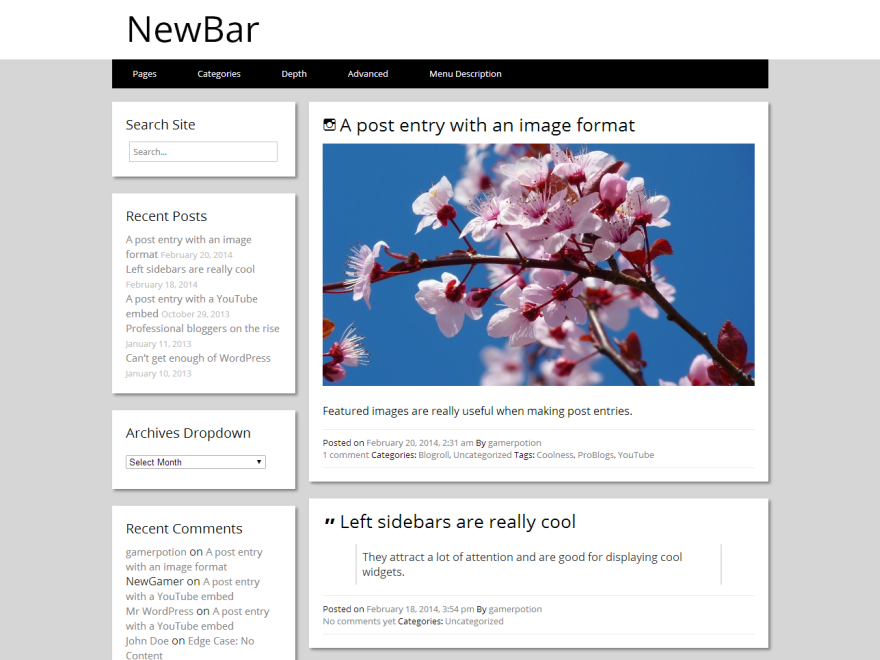 NewBar
Pages
Categories
Depth
Advanced
Menu Description
Search Site
Search...
Recent Posts
A post entry with an image
format February 20, 2014
Left sidebars are really cool
February 18, 2014
A post entry with a YouTube
embed October 29, 2013
Professional bloggers on the rise
January 11, 2013
Can't get enough of WordPress
January 10, 2013
Archives Dropdown
Select Month
Recent Comments
gamerpotion on A post entry
with an image format
NewGamer on A post entry
with a YouTube embed
Mr WordPress on A post entry
with a YouTube embed
John Doe on Edge Case: No
Content
A post entry with an image format
Featured images are really useful when making post entries.
Posted on February 20, 2014, 2:31 am By gamerpotion
1 comment Categories: Blogroll, Uncategorized Tags: Coolness, ProBlogs, YouTube
" Left sidebars are really cool
They attract a lot of attention and are good for displaying cool
widgets.
Posted on February 18, 2014, 3:54 pm By gamerpotion
No comments yet Categories: Uncategorized